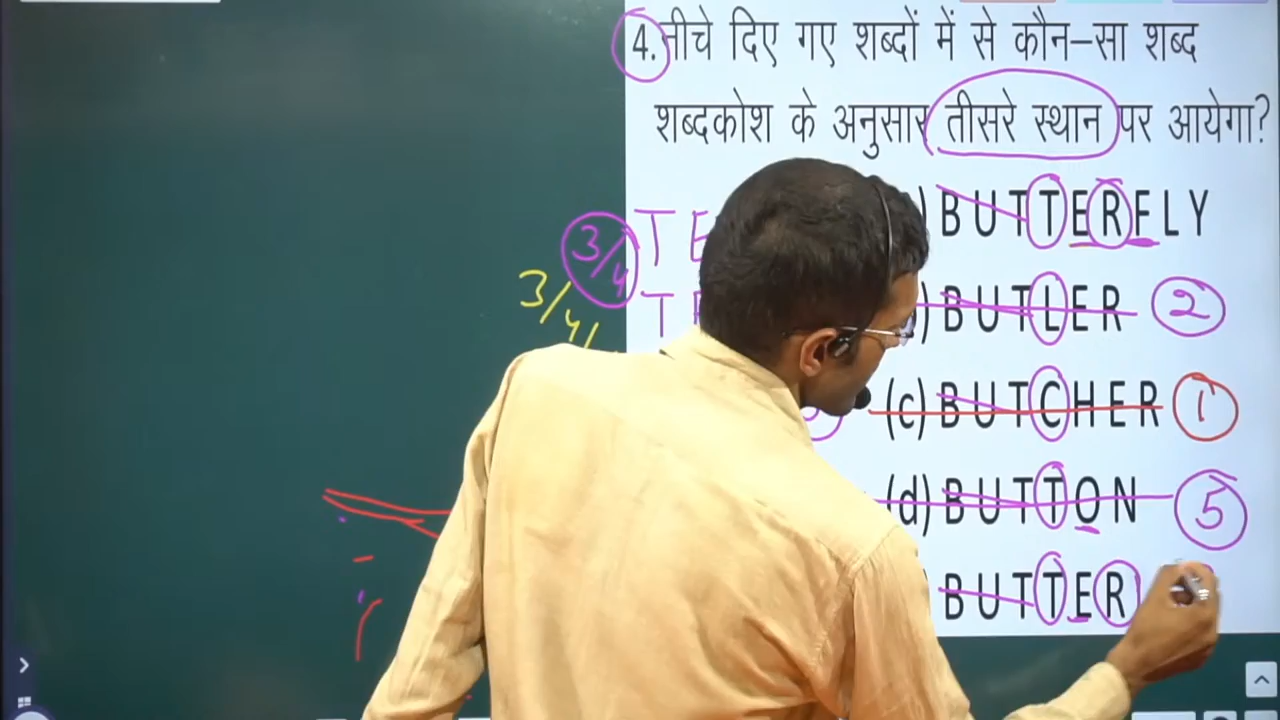 4. नीचे दिए गए शब्दों में से कौन–सा शब्द
शब्दकोश के अनुसार तीसरे स्थान पर आयेगा?
) BUTTERFLY
3/4 T E
3/4/
) BUTLER 2
T
(c) BUTCHER 1
(d) BUTTON 5
BUTTER